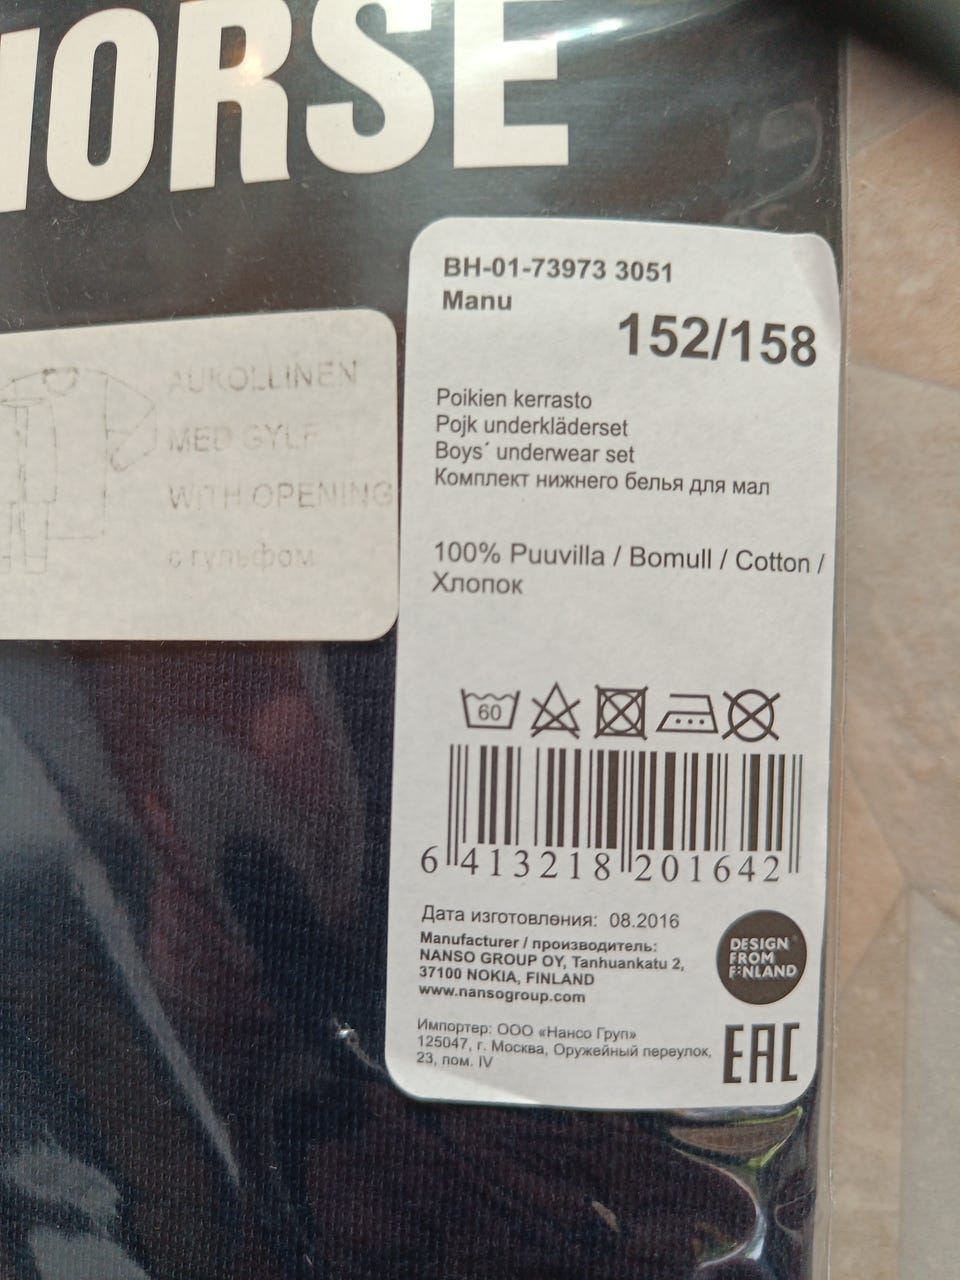 HORSE
AUKOLLINEN
MED GYLF
WITH OPENING
с гульфом
BH-01-73973 3051
Manu
152/158
Poikien kerrasto
Pojk underkläderset
Boys´ underwear set
Комплект нижнего белья для мал
100% Puuvilla / Bomull / Cotton /
Хлопок
60
6 413218 201642
Дата изготовления: 08.2016
Manufacturer / производитель:
NANSO GROUP OY, Tanhuankatu 2,
37100 NOKIA, FINLAND
www.nansogroup.com
DESIGN
FROM
FINLAND
Импортер: ООО «Нансо Груп»
125047, г. Москва, Оружейный переулок,
23, пом. IV
EAC